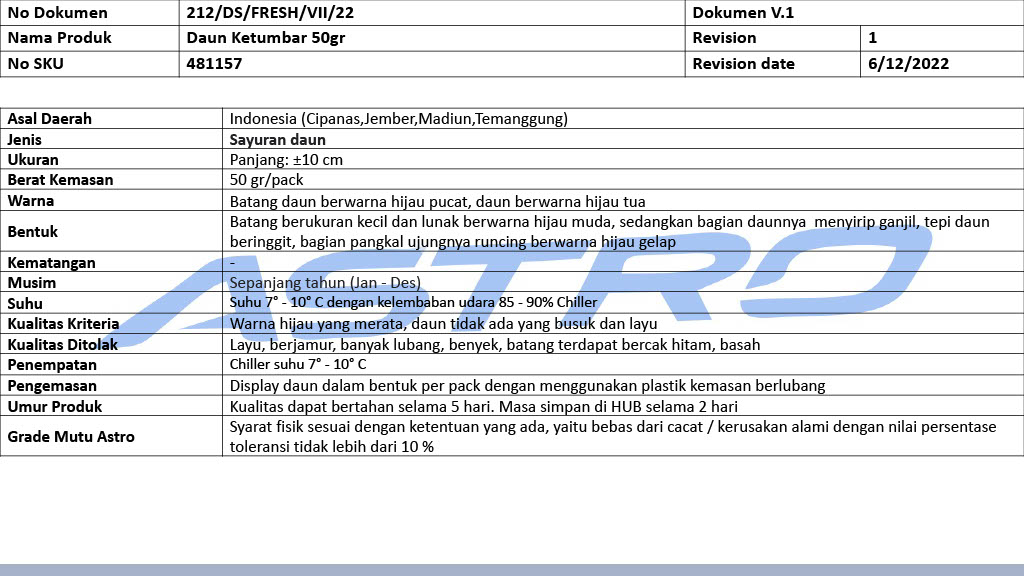 No Dokumen 212/DS/FRESH/VII/22 Dokumen V.1
Nama Produk Daun Ketumbar 50gr Revision 1
No SKU 481157 Revision date 6/12/2022
Asal Daerah Indonesia (Cipanas,Jember,Madiun,Temanggung)
Jenis Sayuran daun
Ukuran Panjang: ±10 cm
Berat Kemasan 50 gr/pack
Warna Batang daun berwarna hijau pucat, daun berwarna hijau tua
Bentuk Batang berukuran kecil dan lunak berwarna hijau muda, sedangkan bagian daunnya menyirip ganjil, tepi daun
beringgit, bagian pangkal ujungnya runcing berwarna hijau gelap
Kematangan -
Musim Sepanjang tahun (Jan - Des)
Suhu Suhu 7° - 10° C dengan kelembaban udara 85 - 90% Chiller
Kualitas Kriteria Warna hijau yang merata, daun tidak ada yang busuk dan layu
Kualitas Ditolak Layu, berjamur, banyak lubang, benyek, batang terdapat bercak hitam, basah
Penempatan Chiller suhu 7° - 10° C
Pengemasan Display daun dalam bentuk per pack dengan menggunakan plastik kemasan berlubang
Umur Produk Kualitas dapat bertahan selama 5 hari. Masa simpan di HUB selama 2 hari
Grade Mutu Astro Syarat fisik sesuai dengan ketentuan yang ada, yaitu bebas dari cacat / kerusakan alami dengan nilai persentase
toleransi tidak lebih dari 10 %
ASTRO